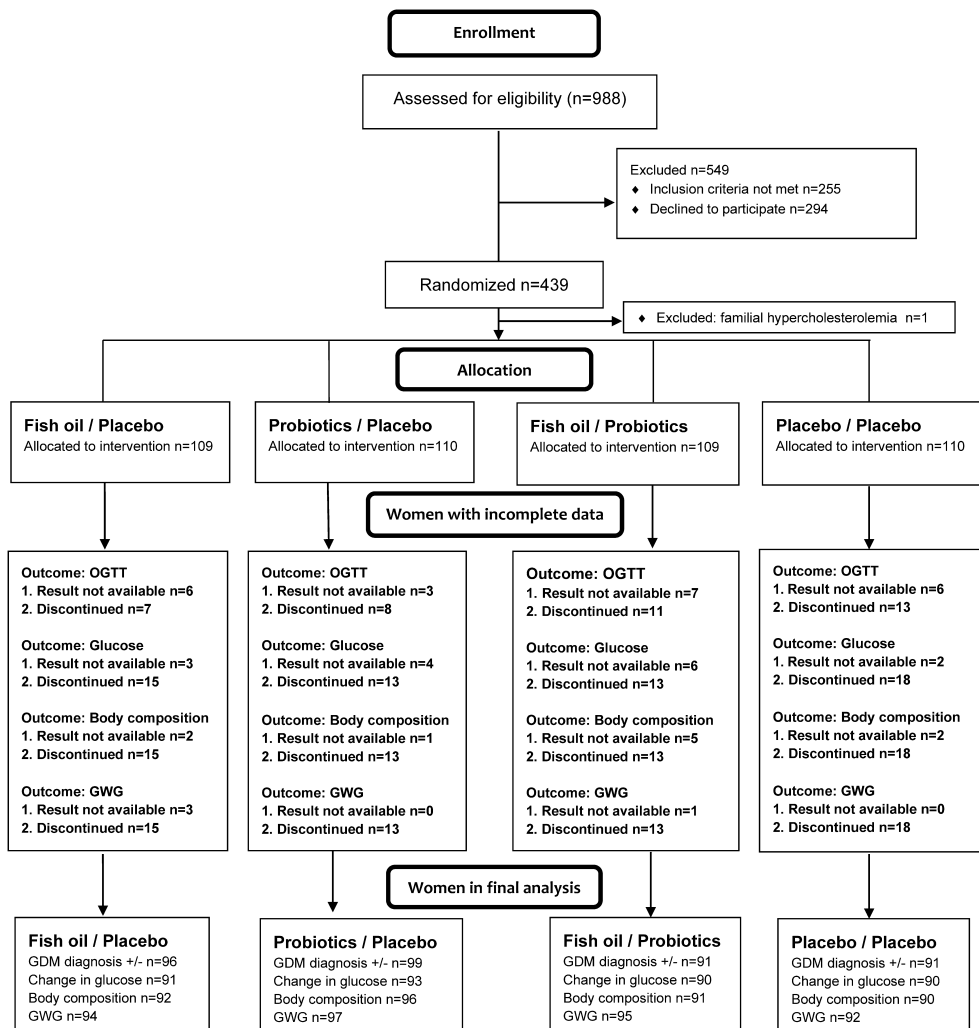 Enrollment
Assessed for eligibility (n=988)
Excluded n=549
♦ Inclusion criteria not met n=255
♦ Declined to participate n=294
Randomized n=439
♦ Excluded: familial hypercholesterolemia n=1
Allocation
Fish oil / Placebo
Allocated to intervention n=109
Probiotics / Placebo
Allocated to intervention n=110
Fish oil / Probiotics
Allocated to intervention n=109
Placebo / Placebo
Allocated to intervention n=110
Women with incomplete data
Outcome: OGTT
1. Result not available n=6
2. Discontinued n=7
Outcome: Glucose
1. Result not available n=3
2. Discontinued n=15
Outcome: Body composition
1. Result not available n=2
2. Discontinued n=15
Outcome: GWG
1. Result not available n=3
2. Discontinued n=15
Outcome: OGTT
1. Result not available n=3
2. Discontinued n=8
Outcome: Glucose
1. Result not available n=4
2. Discontinued n=13
Outcome: Body composition
1. Result not available n=1
2. Discontinued n=13
Outcome: GWG
1. Result not available n=0
2. Discontinued n=13
Outcome: OGTT
1. Result not available n=7
2. Discontinued n=11
Outcome: Glucose
1. Result not available n=6
2. Discontinued n=13
Outcome: Body composition
1. Result not available n=5
2. Discontinued n=13
Outcome: GWG
1. Result not available n=1
2. Discontinued n=13
Outcome: OGTT
1. Result not available n=6
2. Discontinued n=13
Outcome: Glucose
1. Result not available n=2
2. Discontinued n=18
Outcome: Body composition
1. Result not available n=2
2. Discontinued n=18
Outcome: GWG
1. Result not available n=0
2. Discontinued n=18
Women in final analysis
Fish oil / Placebo
GDM diagnosis +/- n=96
Change in glucose n=91
Body composition n=92
GWG n=94
Probiotics / Placebo
GDM diagnosis +/- n=99
Change in glucose n=93
Body composition n=96
GWG n=97
Fish oil / Probiotics
GDM diagnosis +/- n=91
Change in glucose n=90
Body composition n=91
GWG n=95
Placebo / Placebo
GDM diagnosis +/- n=91
Change in glucose n=90
Body composition n=90
GWG n=92